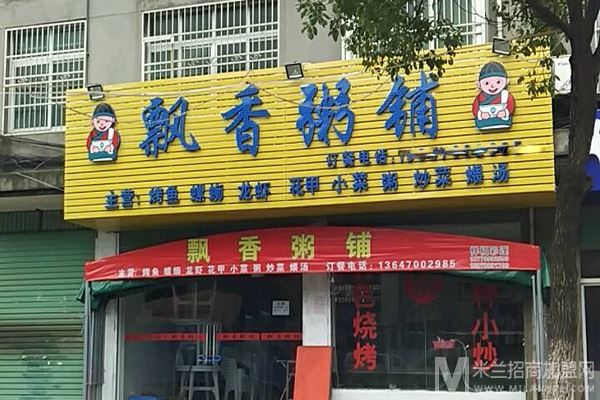 飘香粥铺
订餐电话:
主营: 烤鱼 螺蛳 龙虾 花甲 小菜 粥 炒菜 螺汤
飘香粥铺
主营: 烤鱼 螺蛳 龙虾 花甲 小菜 粥 炒菜 螺汤 订餐电话: 13647002985
烧烤
小炒
米兰招商加盟网